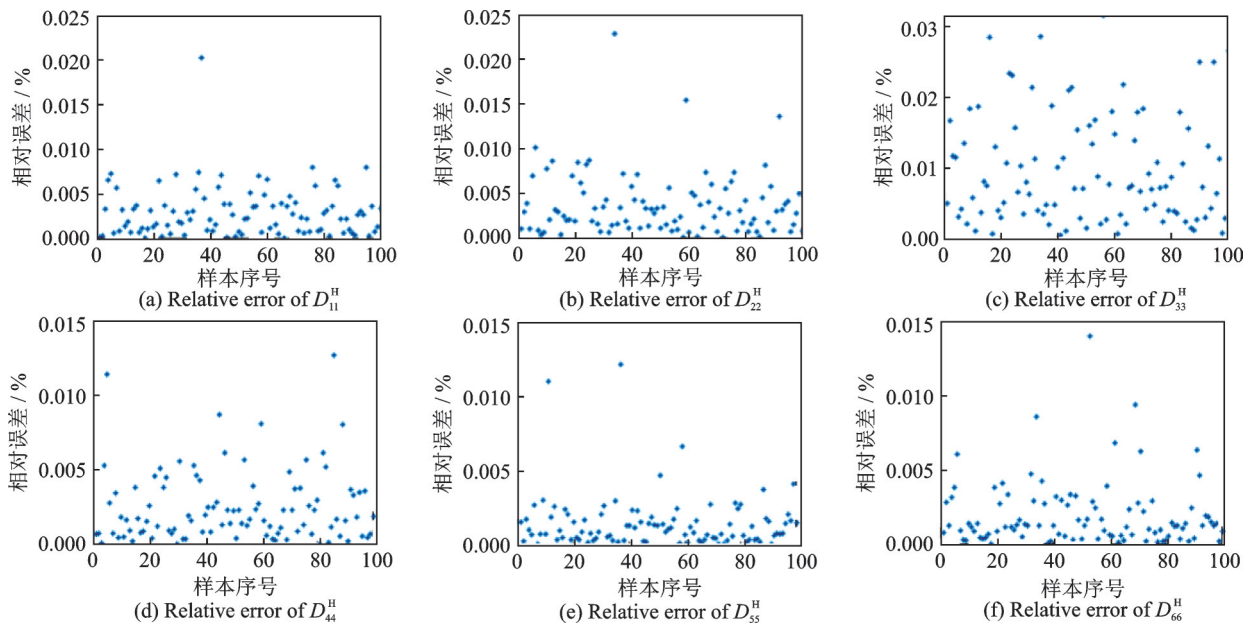 0.025
0.020
0.015
0.010
0.005
0.000
相对误差 / %
0 20 40 60 80 100
样本序号
(a) Relative error of D₁₁ᴴ
0.025
0.020
0.015
0.010
0.005
0.000
相对误差 / %
0 20 40 60 80 100
样本序号
(b) Relative error of D₂₂ᴴ
0.03
0.02
0.01
0.00
相对误差 / %
0 20 40 60 80 100
样本序号
(c) Relative error of D₃₃ᴴ
0.015
0.010
0.005
0.000
相对误差 / %
0 20 40 60 80 100
样本序号
(d) Relative error of D₄₄ᴴ
0.015
0.010
0.005
0.000
相对误差 / %
0 20 40 60 80 100
样本序号
(e) Relative error of D₅₅ᴴ
0.015
0.010
0.005
0.000
相对误差 / %
0 20 40 60 80 100
样本序号
(f) Relative error of D₆₆ᴴ